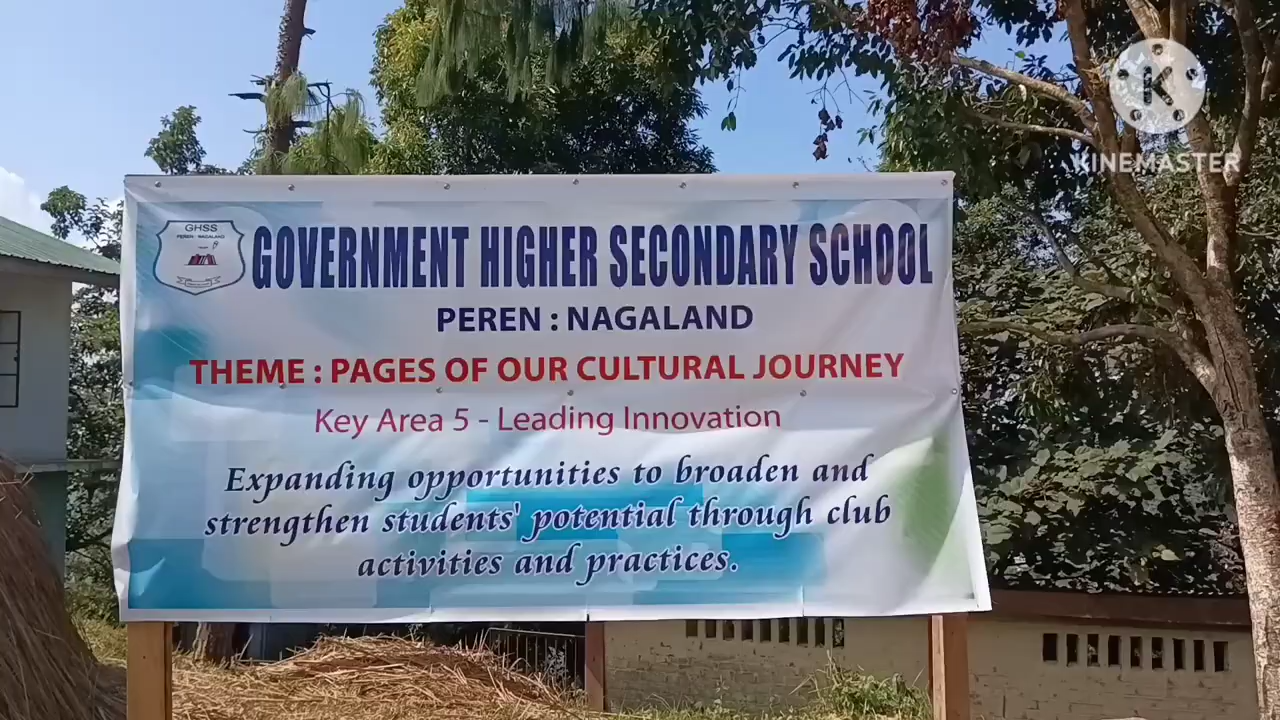 K
KINEMASTER
GHSS
PEREN : NAGALAND
GOVERNMENT HIGHER SECONDARY SCHOOL
PEREN : NAGALAND
THEME : PAGES OF OUR CULTURAL JOURNEY
Key Area 5 - Leading Innovation
Expanding opportunities to broaden and
strengthen students' potential through club
activities and practices.